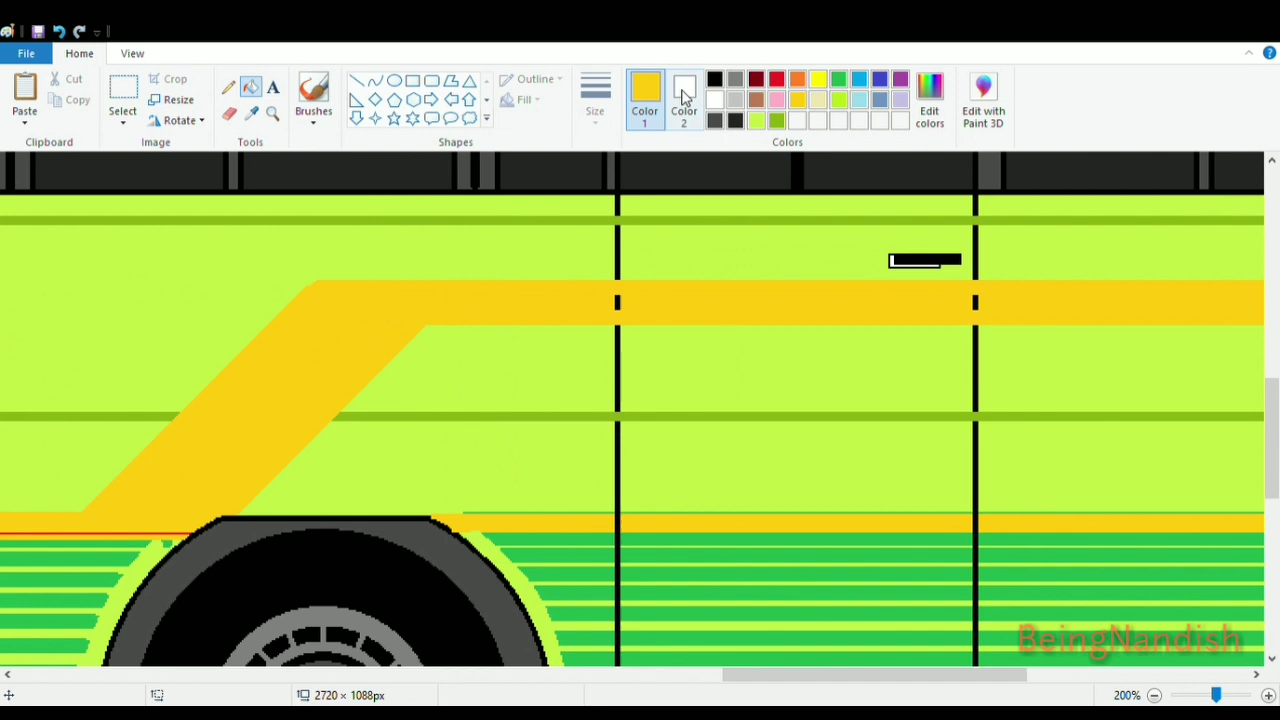 File Home View
Paste Cut Copy Select Crop Resize Rotate A Brushes Outline Fill Size Color 1 Color 2 Edit colors Edit with Paint 3D
Clipboard Image Tools Shapes Colors
BeingNandish
2720 × 1088px 200%